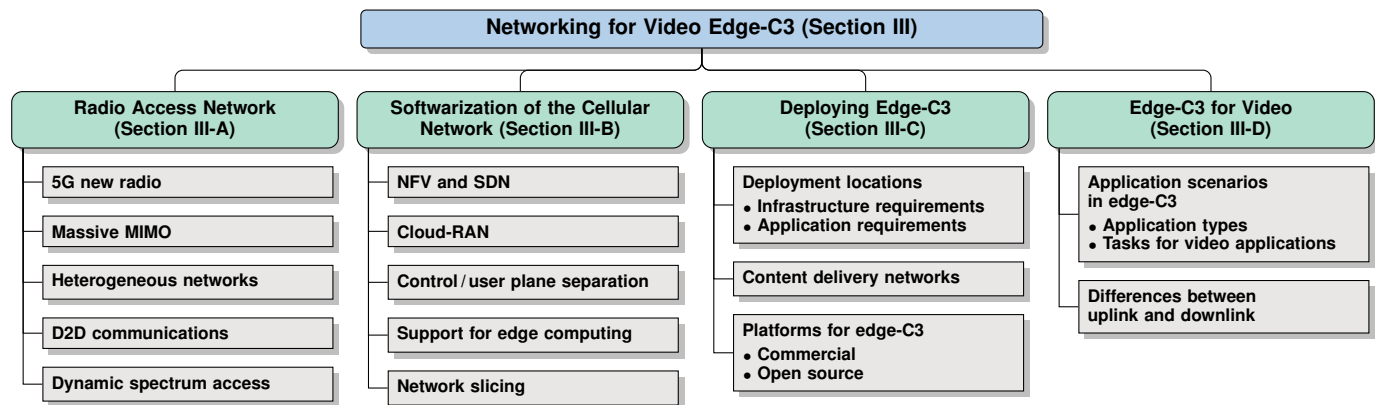 Networking for Video Edge-C3 (Section III)
Radio Access Network
(Section III-A)
5G new radio
Massive MIMO
Heterogeneous networks
D2D communications
Dynamic spectrum access
Softwarization of the Cellular
Network (Section III-B)
NFV and SDN
Cloud-RAN
Control / user plane separation
Support for edge computing
Network slicing
Deploying Edge-C3
(Section III-C)
Deployment locations
• Infrastructure requirements
• Application requirements
Content delivery networks
Platforms for edge-C3
• Commercial
• Open source
Edge-C3 for Video
(Section III-D)
Application scenarios
in edge-C3
• Application types
• Tasks for video applications
Differences between
uplink and downlink